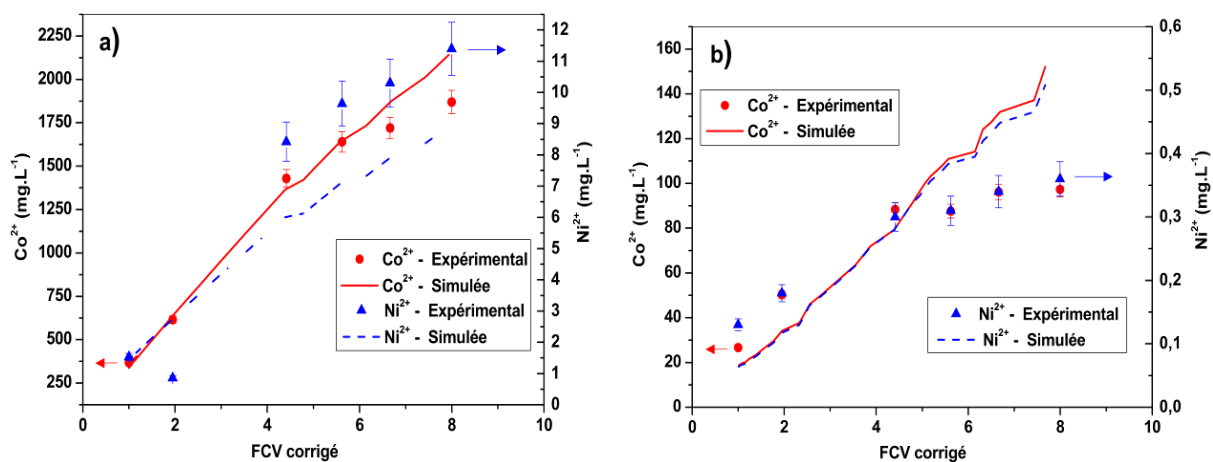 a)
2250
2000
1750
1500
1250
1000
750
500
250
Co2+ (mg.L-1)
12
11
10
9
8
7
6
5
4
3
2
1
0
Ni2+ (mg.L-1)
Co2+ - Expérimental
Co2+ - Simulée
Ni2+ - Expérimental
Ni2+ - Simulée
0 2 4 6 8 10
FCV corrigé
b)
160
140
120
100
80
60
40
20
0
Co2+ (mg.L-1)
0,6
0,5
0,4
0,3
0,2
0,1
0,0
Ni2+ (mg.L-1)
Co2+ - Expérimental
Co2+ - Simulée
Ni2+ - Expérimental
Ni2+ - Simulée
0 2 4 6 8 10
FCV corrigé